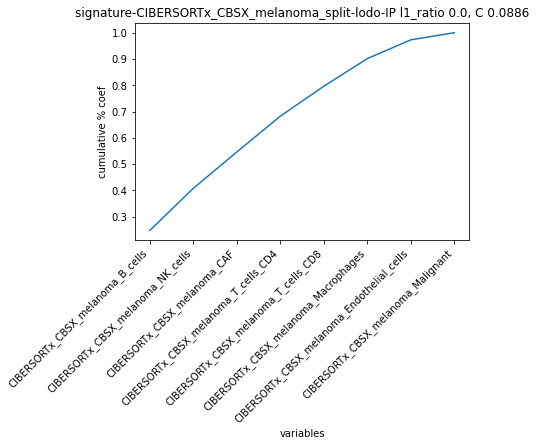 signature-CIBERSORTx_CBSX_melanoma_split-lodo-IP l1_ratio 0.0, C 0.0886
1.0
0.9
0.8
0.7
0.6
0.5
0.4
0.3
cumulative % coef
CIBERSORTx_CBSX_melanoma_B_cells
CIBERSORTx_CBSX_melanoma_NK_cells
CIBERSORTx_CBSX_melanoma_CAF
CIBERSORTx_CBSX_melanoma_T_cells_CD4
CIBERSORTx_CBSX_melanoma_T_cells_CD8
CIBERSORTx_CBSX_melanoma_Macrophages
CIBERSORTx_CBSX_melanoma_Endothelial_cells
CIBERSORTx_CBSX_melanoma_Malignant
variables